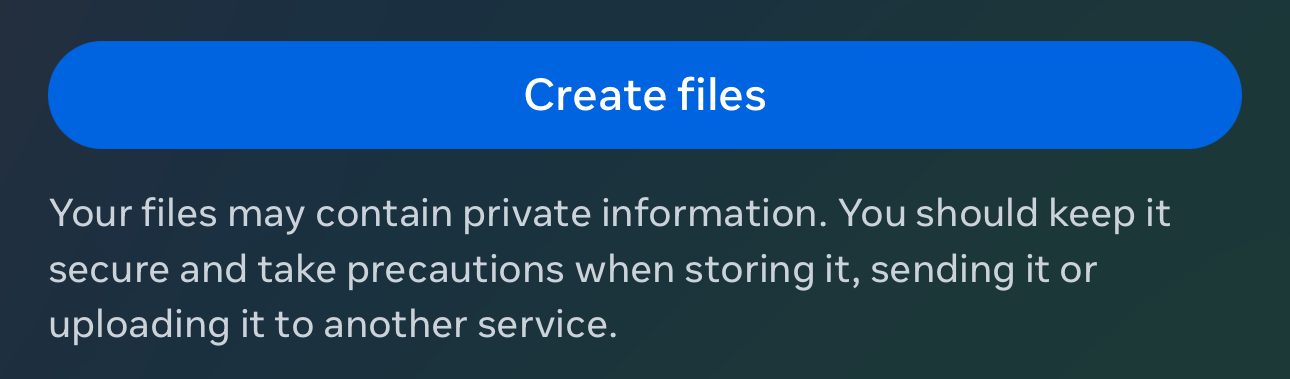 Create files
Your files may contain private information. You should keep it
secure and take precautions when storing it, sending it or
uploading it to another service.